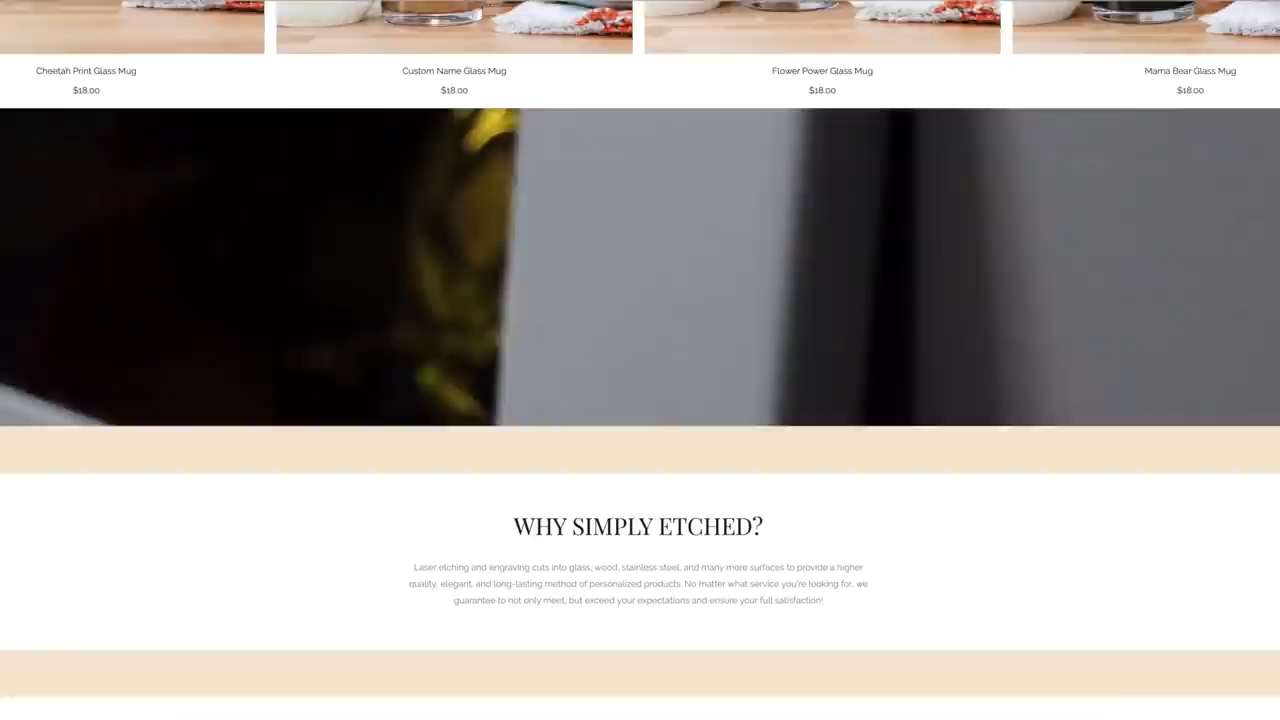 Cheetah Print Glass Mug
Custom Name Glass Mug
Flower Power Glass Mug
Mama Bear Glass Mug
$18.00
$18.00
$18.00
$18.00
WHY SIMPLY ETCHED?
Laser etching and engraving cuts into glass, wood, stainless steel, and many more surfaces to provide a higher
quality, elegant, and long-lasting method of personalized products. No matter what service you're looking for, we
guarantee to not only meet, but exceed your expectations and ensure your full satisfaction!